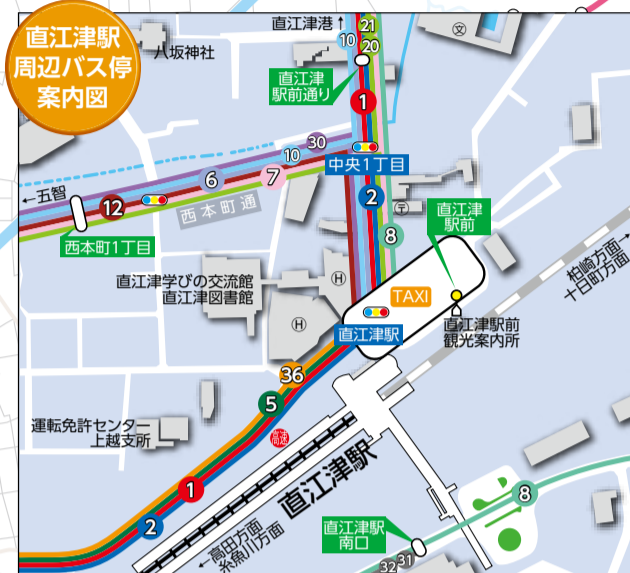 直江津駅
周辺バス停
案内図
八坂神社
直江津港↑
21
10
20
文
直江津
駅前通り
1
30
10
中央1丁目
6
7
2
←五智
12
西本町通
8
〒
直江津
駅前
西本町1丁目
柏崎方面→
十日町方面
直江津学びの交流館
直江津図書館
H
TAXI
H
直江津駅
直江津駅前
観光案内所
36
5
運転免許センター
上越支所
高速
直江津駅
1
8
2
直江津駅
南口
←高田方面
糸魚川方面
31
32